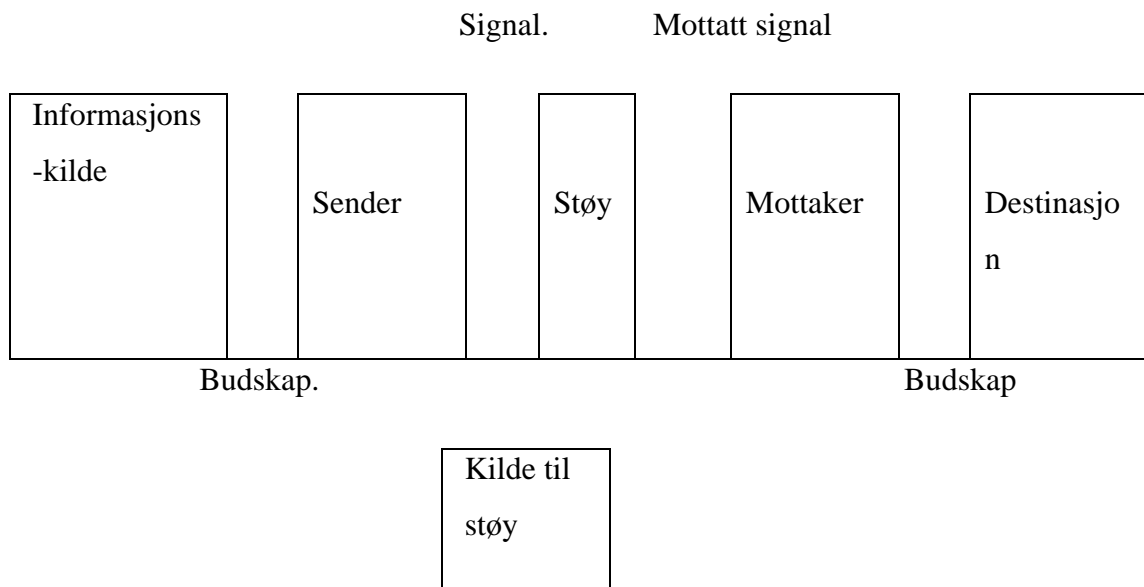 Signal. Mottatt signal
Informasjons
-kilde
Sender
Støy
Mottaker
Destinasjo
n
Budskap. Budskap
Kilde til
støy